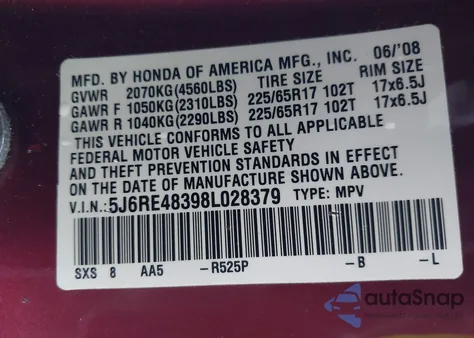 MFD. BY HONDA OF AMERICA MFG., INC. 06/'08
GVWR 2070KG(4560LBS) TIRE SIZE RIM SIZE
GAWR F 1050KG(2310LBS) 225/65R17 102T 17x6.5J
GAWR R 1040KG(2290LBS) 225/65R17 102T 17x6.5J
THIS VEHICLE CONFORMS TO ALL APPLICABLE
FEDERAL MOTOR VEHICLE SAFETY
AND THEFT PREVENTION STANDARDS IN EFFECT
ON THE DATE OF MANUFACTURE SHOWN ABOVE.
V.I.N.:5J6RE48398L028379 TYPE: MPV
SXS 8 AA5 -R525P -B -L
autoSnap